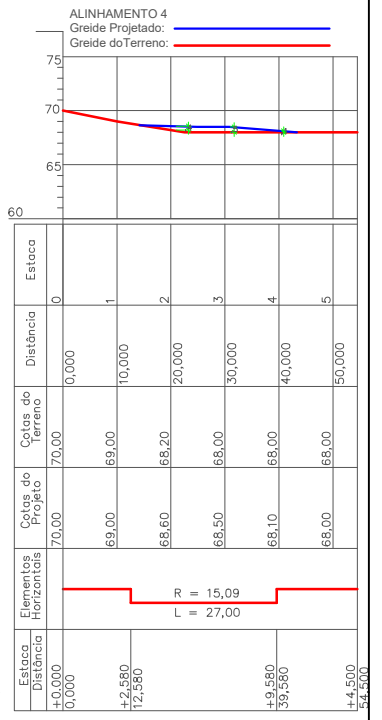 ALINHAMENTO 4
Greide Projetado:
Greide doTerreno:
75
70
65
60
Estaca
0
1
2
3
4
5
Distância
0,000
10,000
20,000
30,000
40,000
50,000
Cotas do
Terreno
70,00
69,00
68,20
68,00
68,00
68,00
Cotas do
Projeto
70,00
69,00
68,60
68,50
68,10
68,00
Elementos
Horizontais
R = 15,09
L = 27,00
Estaca
Distância
+0.000
0,000
+2,580
12,580
+9,580
39,580
+4,500
54,500